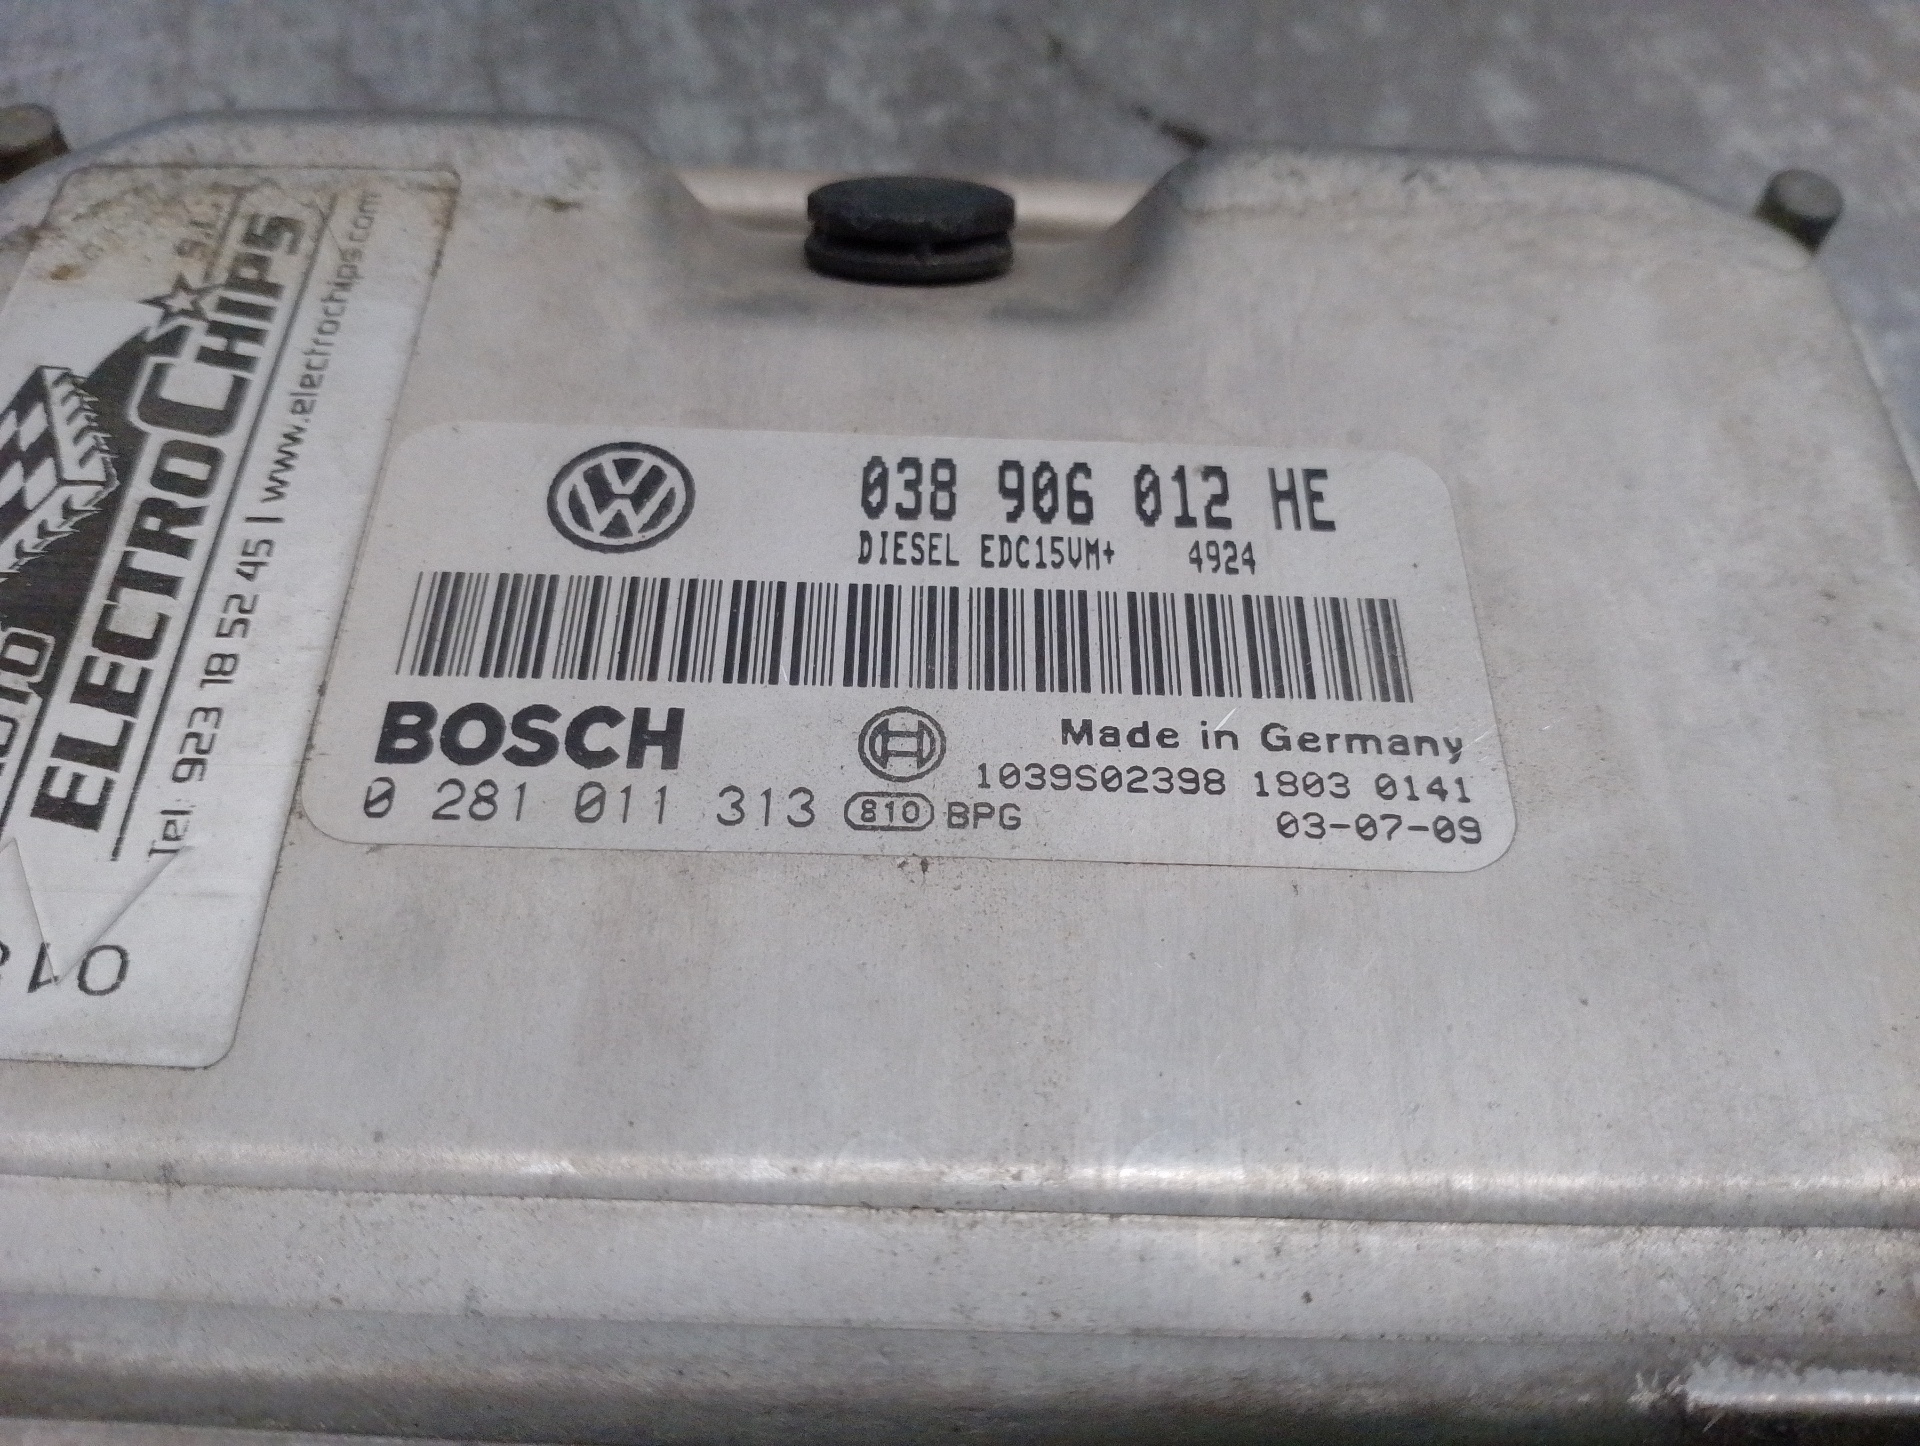 038 906 012 HE
DIESEL EDC15VM+ 4924
BOSCH
Made in Germany
1039S02398 1803 0141
0 281 011 313 810 BPG
03-07-09
ELECTROCHIPS S.L.
Tel. 923 18 52 45 | www.electrochips.com